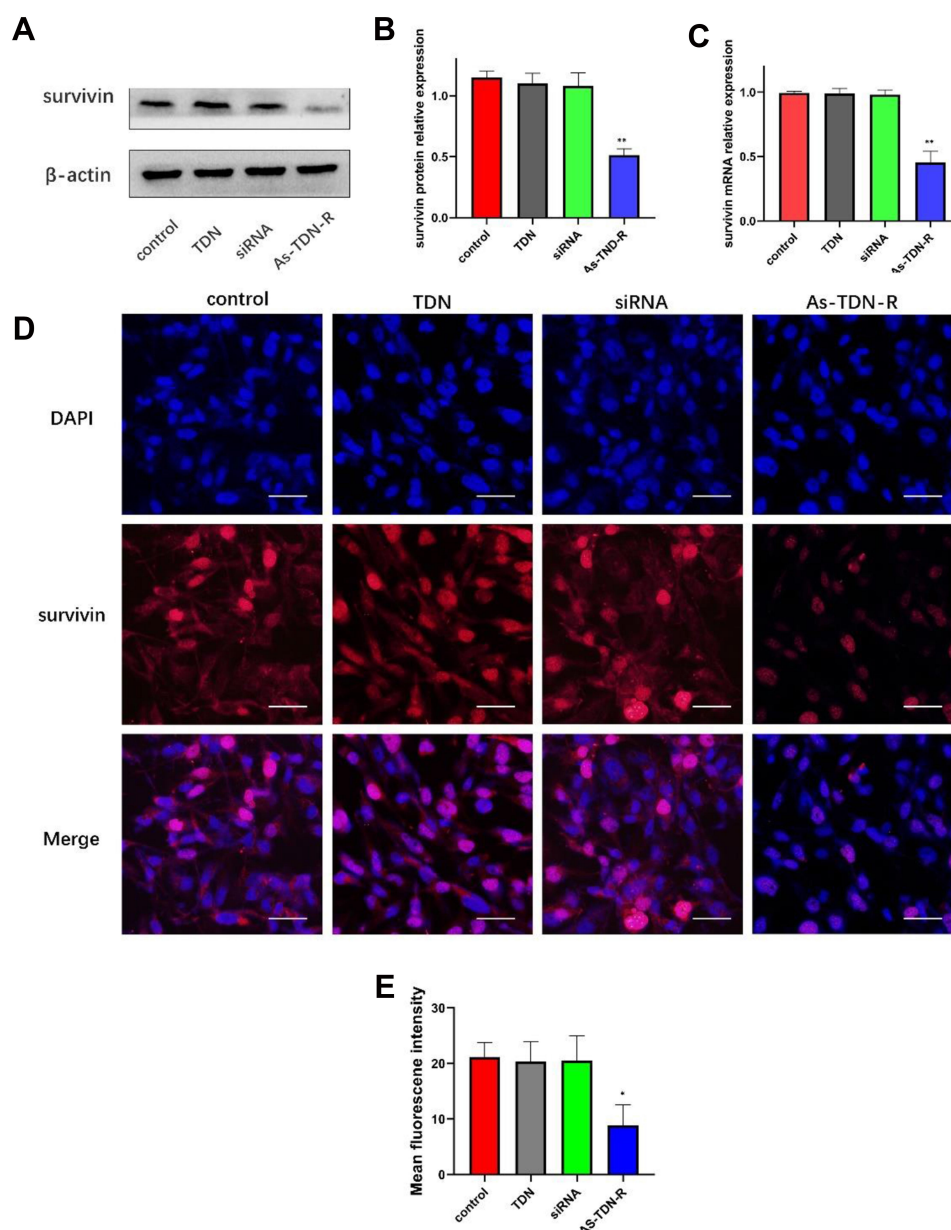 A
survivin
β-actin
control
TDN
siRNA
As-TDN-R
B
survivin protein relative expression
1.0
0.5
0.0
**
control
TDN
siRNA
As-TND-R
C
survivin mRNA relative expression
1.0
0.5
0.0
**
control
TDN
siRNA
As-TDN-R
D
control
TDN
siRNA
As-TDN-R
DAPI
survivin
Merge
E
Mean fluorescene intensity
30
20
10
0
*
control
TDN
siRNA
AS-TDN-R